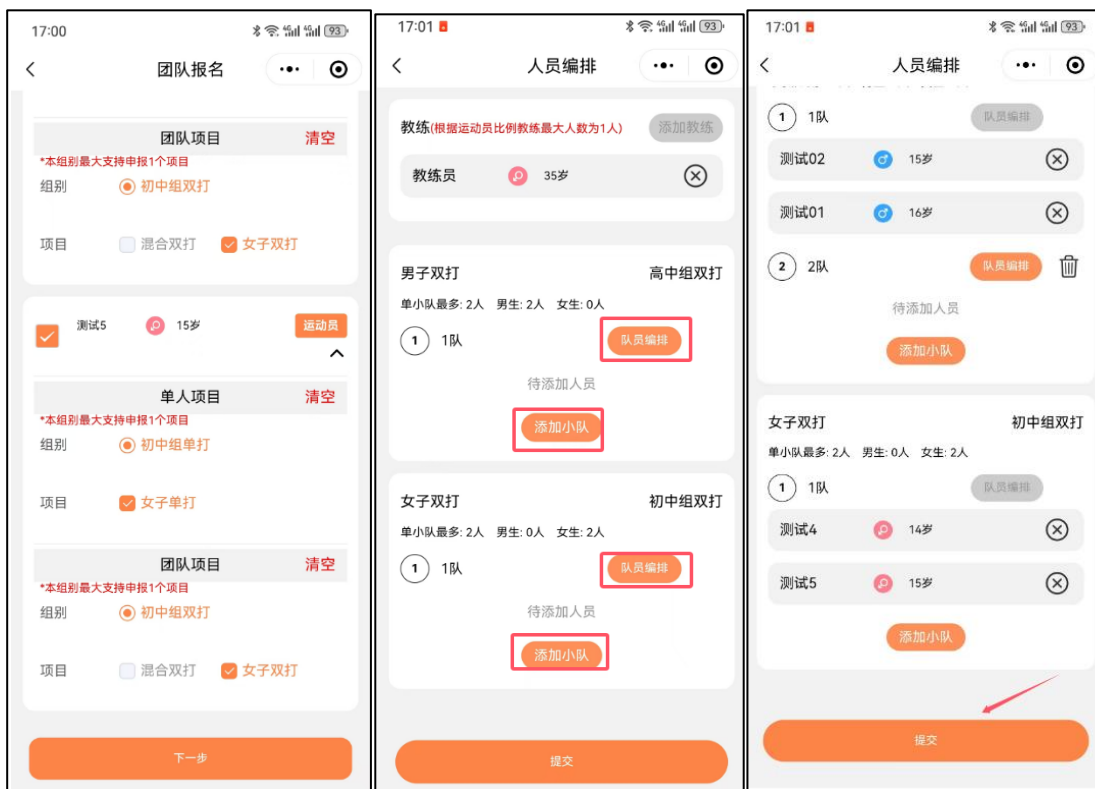 17:00
93
团队报名
团队项目
清空
*本组别最大支持申报1个项目
组别 初中组双打
项目 混合双打 女子双打
测试5 15岁 运动员
单人项目
清空
*本组别最大支持申报1个项目
组别 初中组单打
项目 女子单打
团队项目
清空
*本组别最大支持申报1个项目
组别 初中组双打
项目 混合双打 女子双打
下一步
17:01
93
人员编排
教练(根据运动员比例教练最大人数为1人) 添加教练
教练员 35岁
男子双打 高中组双打
单小队最多: 2人 男生: 2人 女生: 0人
1 1队 队员编排
待添加人员
添加小队
女子双打 初中组双打
单小队最多: 2人 男生: 0人 女生: 2人
1 1队 队员编排
待添加人员
添加小队
提交
17:01
93
人员编排
1 1队 队员编排
测试02 15岁
测试01 16岁
2 2队 队员编排
待添加人员
添加小队
女子双打 初中组双打
单小队最多: 2人 男生: 0人 女生: 2人
1 1队 队员编排
测试4 14岁
测试5 15岁
添加小队
提交